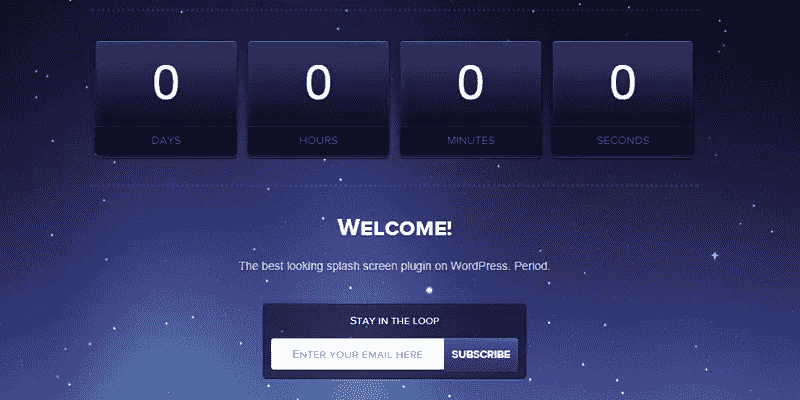 0 0 0 0
DAYS HOURS MINUTES SECONDS
WELCOME!
The best looking splash screen plugin on WordPress. Period.
STAY IN THE LOOP
ENTER YOUR EMAIL HERE SUBSCRIBE